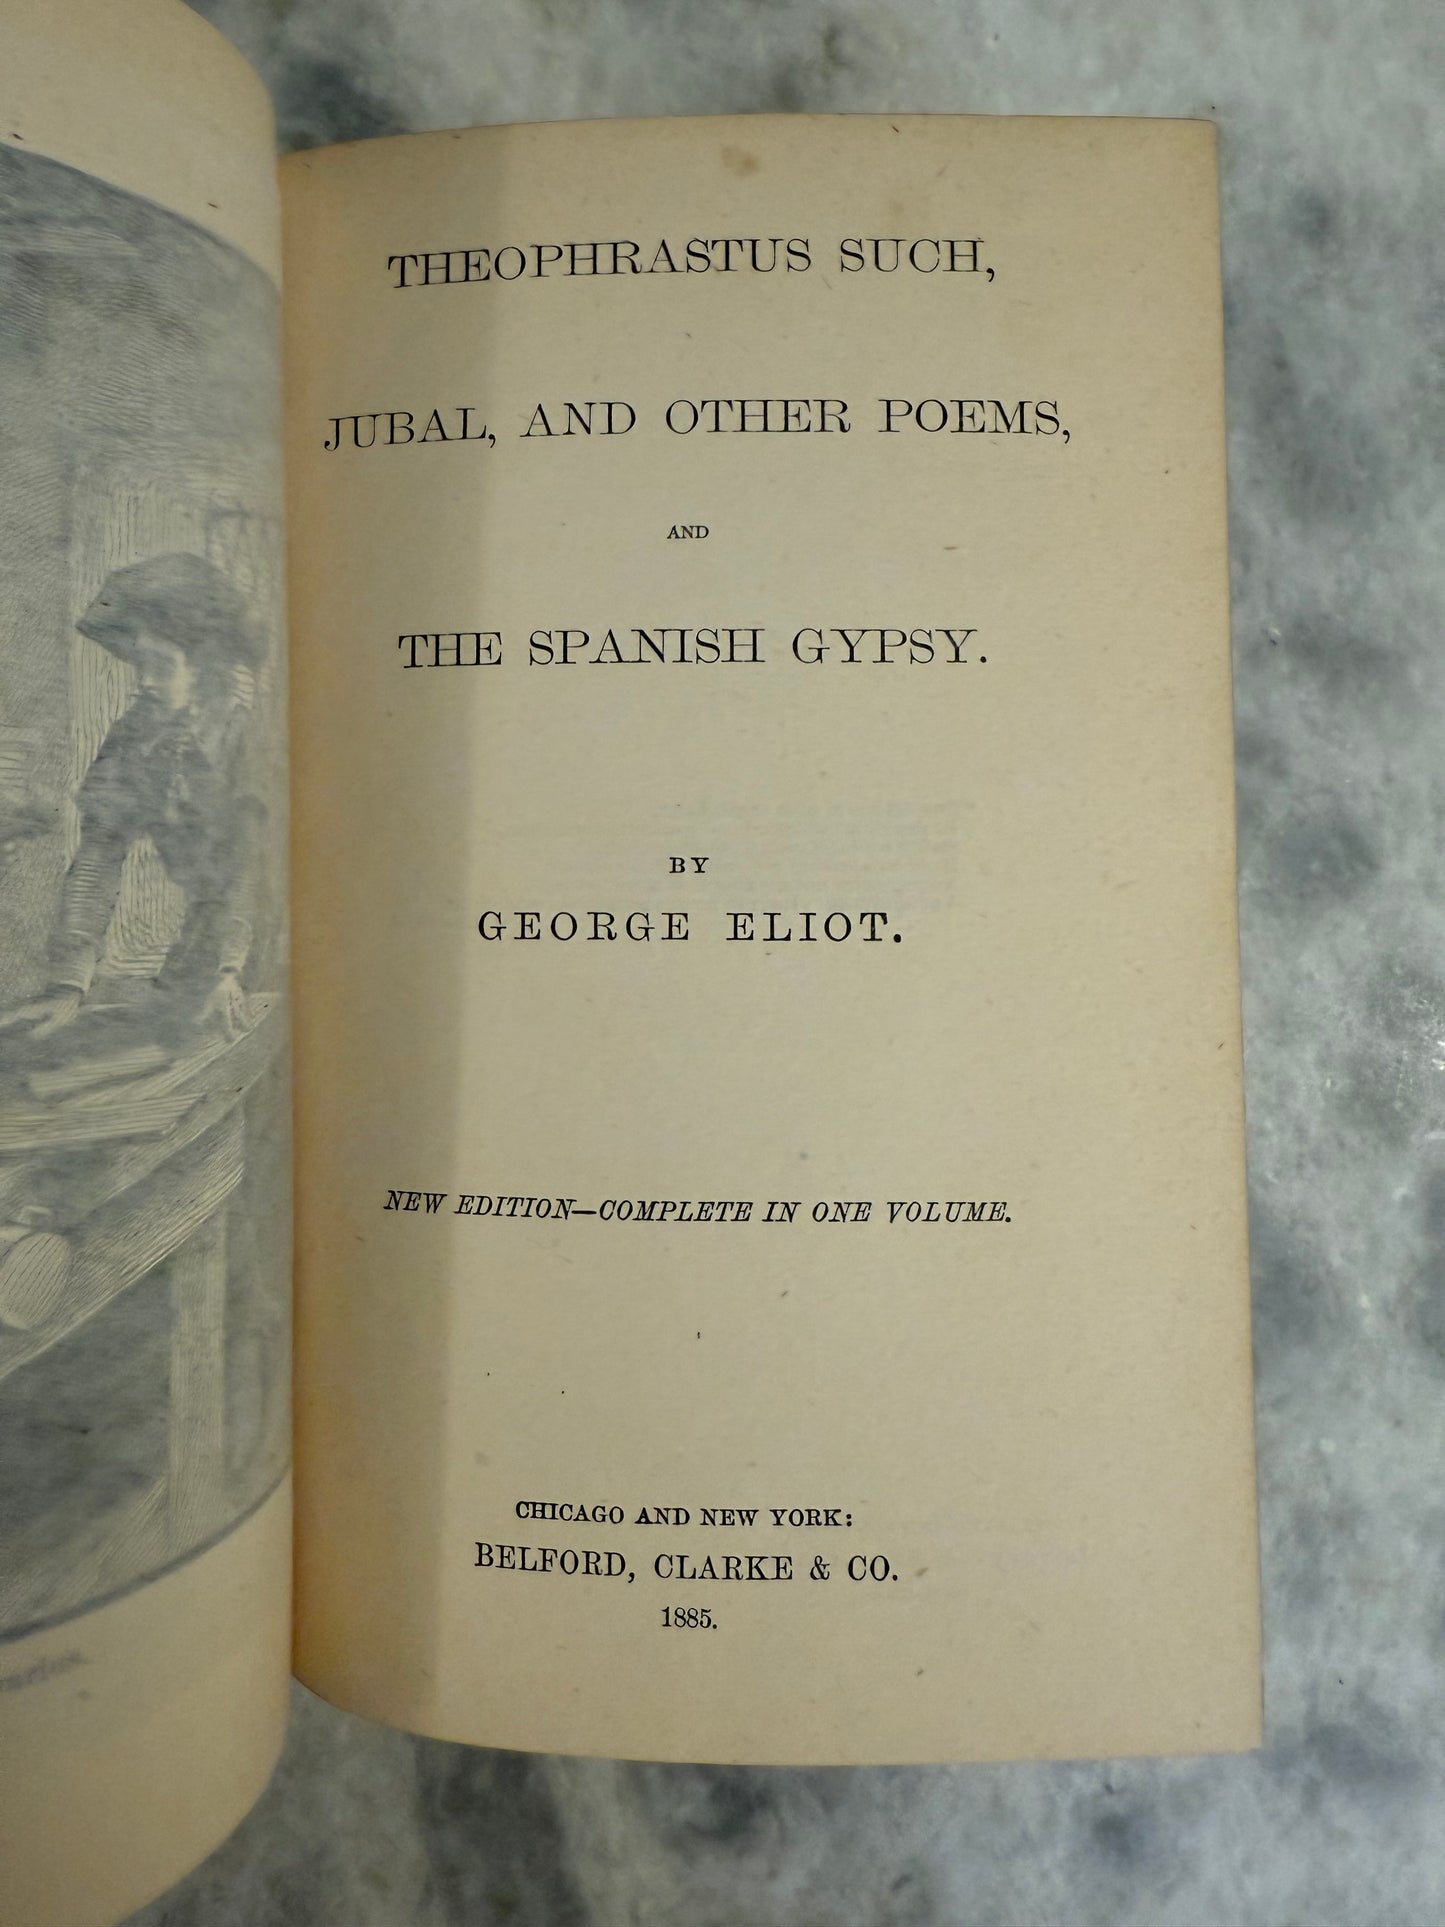 THEOPHRASTUS SUCH,
JUBAL, AND OTHER POEMS,
AND
THE SPANISH GYPSY.
BY
GEORGE ELIOT.
NEW EDITION—COMPLETE IN ONE VOLUME.
CHICAGO AND NEW YORK:
BELFORD, CLARKE & CO.
1885.